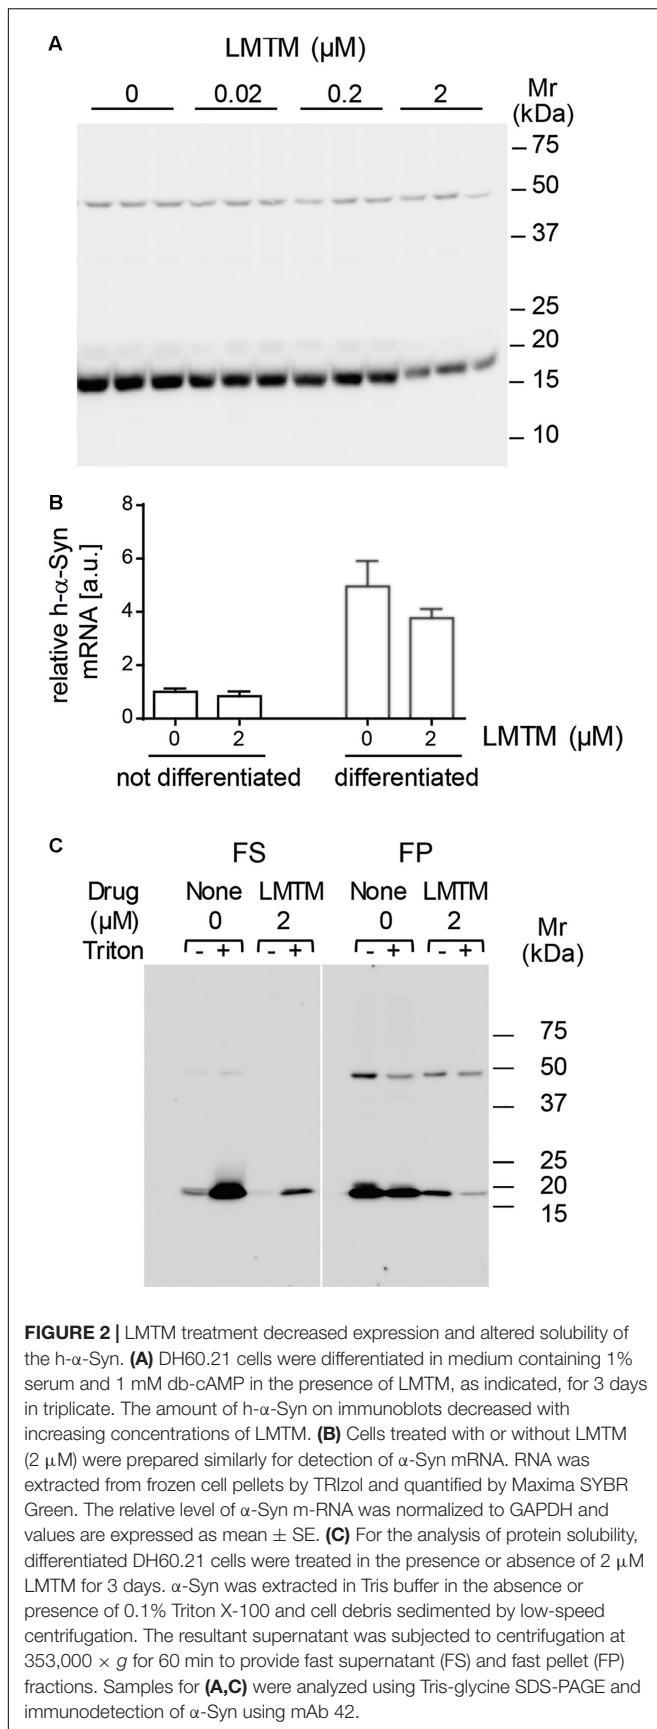 A
LMTM (μM)
0 0.02 0.2 2 Mr
(kDa)
75
50
37
25
20
15
10
B
8
6
4
2
0
relative h-α-Syn
mRNA [a.u.]
0 2 0 2 LMTM (μM)
not differentiated differentiated
C
FS FP
Drug None LMTM None LMTM
(μM) 0 2 0 2 Mr
Triton - + - + - + - + (kDa)
75
50
37
25
20
15
FIGURE 2 | LMTM treatment decreased expression and altered solubility of
the h-α-Syn. (A) DH60.21 cells were differentiated in medium containing 1%
serum and 1 mM db-cAMP in the presence of LMTM, as indicated, for 3 days
in triplicate. The amount of h-α-Syn on immunoblots decreased with
increasing concentrations of LMTM. (B) Cells treated with or without LMTM
(2 μM) were prepared similarly for detection of α-Syn mRNA. RNA was
extracted from frozen cell pellets by TRIzol and quantified by Maxima SYBR
Green. The relative level of α-Syn m-RNA was normalized to GAPDH and
values are expressed as mean ± SE. (C) For the analysis of protein solubility,
differentiated DH60.21 cells were treated in the presence or absence of 2 μM
LMTM for 3 days. α-Syn was extracted in Tris buffer in the absence or
presence of 0.1% Triton X-100 and cell debris sedimented by low-speed
centrifugation. The resultant supernatant was subjected to centrifugation at
353,000 × g for 60 min to provide fast supernatant (FS) and fast pellet (FP)
fractions. Samples for (A,C) were analyzed using Tris-glycine SDS-PAGE and
immunodetection of α-Syn using mAb 42.